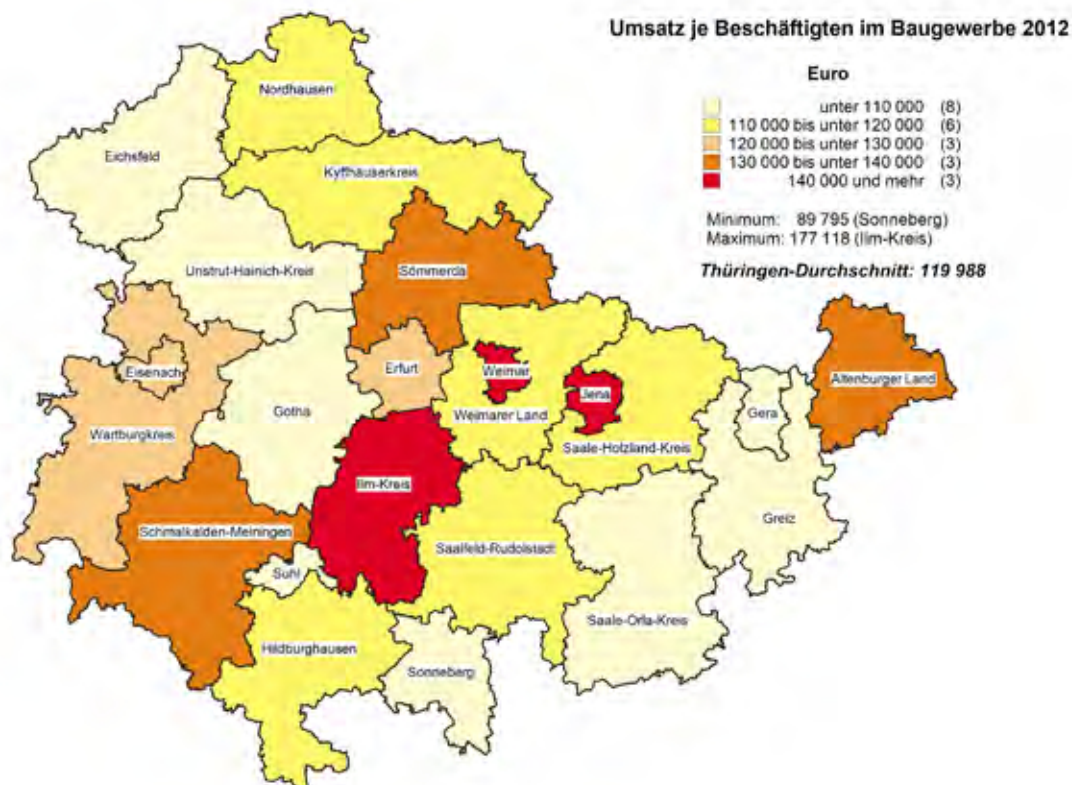 Umsatz je Beschäftigten im Baugewerbe 2012
Euro
unter 110 000 (8)
110 000 bis unter 120 000 (6)
120 000 bis unter 130 000 (3)
130 000 bis unter 140 000 (3)
140 000 und mehr (3)
Minimum: 89 795 (Sonneberg)
Maximum: 177 118 (Ilm-Kreis)
Thüringen-Durchschnitt: 119 988
Nordhausen
Eichsfeld
Kyffhäuserkreis
Unstrut-Hainich-Kreis
Sömmerda
Eisenach
Erfurt
Weimar
Jena
Altenburger Land
Gotha
Weimarer Land
Gera
Wartburgkreis
Saale-Holzland-Kreis
Ilm-Kreis
Greiz
Schmalkalden-Meiningen
Saalfeld-Rudolstadt
Suhl
Saale-Orla-Kreis
Hildburghausen
Sonneberg